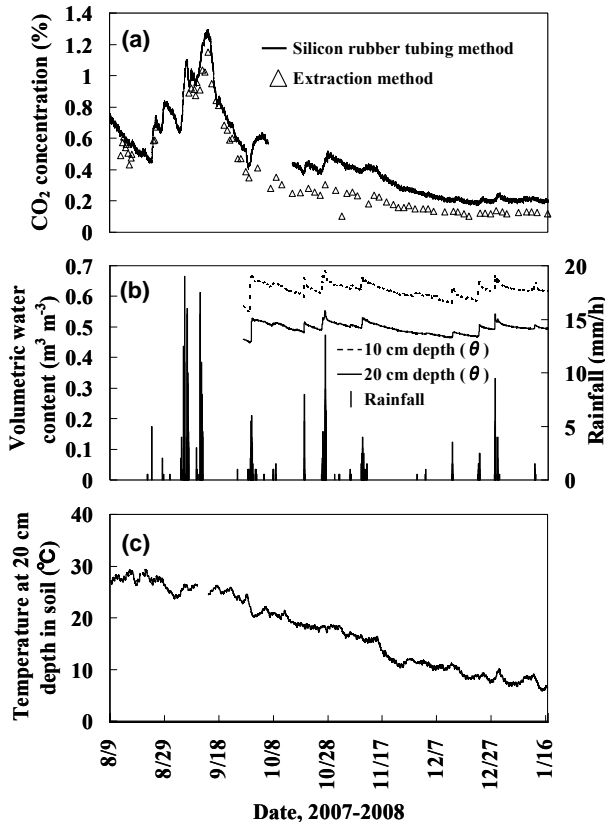 (a)
Silicon rubber tubing method
Extraction method
CO2 concentration (%)
1.4
1.2
1
0.8
0.6
0.4
0.2
0
(b)
10 cm depth (θ)
20 cm depth (θ)
Rainfall
Volumetric water
content (m³ m⁻³)
0.7
0.6
0.5
0.4
0.3
0.2
0.1
0
20
15
10
5
0
Rainfall (mm/h)
(c)
Temperature at 20 cm
depth in soil (℃)
40
30
20
10
0
8/9
8/29
9/18
10/8
10/28
11/17
12/7
12/27
1/16
Date, 2007-2008